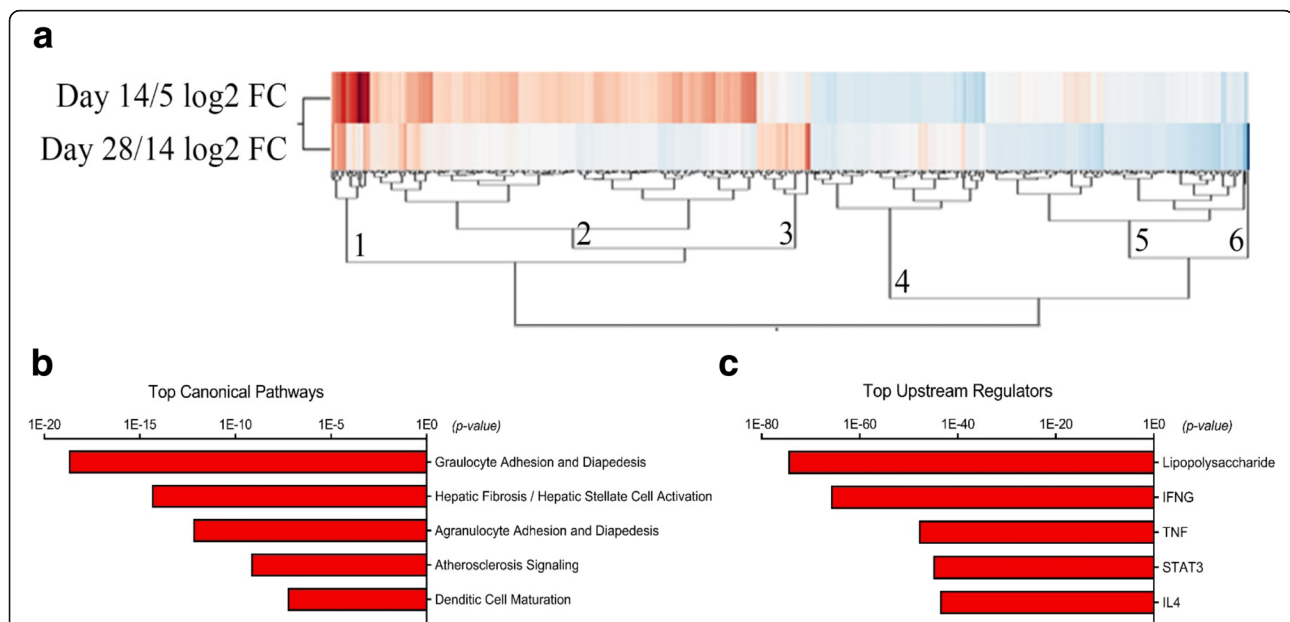 a
Day 14/5 log2 FC
Day 28/14 log2 FC
1
2
3
4
5
6
b
Top Canonical Pathways
1E-20 1E-15 1E-10 1E-5 1E0 (p-value)
Graulocyte Adhesion and Diapedesis
Hepatic Fibrosis / Hepatic Stellate Cell Activation
Agranulocyte Adhesion and Diapedesis
Atherosclerosis Signaling
Denditic Cell Maturation
c
Top Upstream Regulators
1E-80 1E-60 1E-40 1E-20 1E0 (p-value)
Lipopolysaccharide
IFNG
TNF
STAT3
IL4